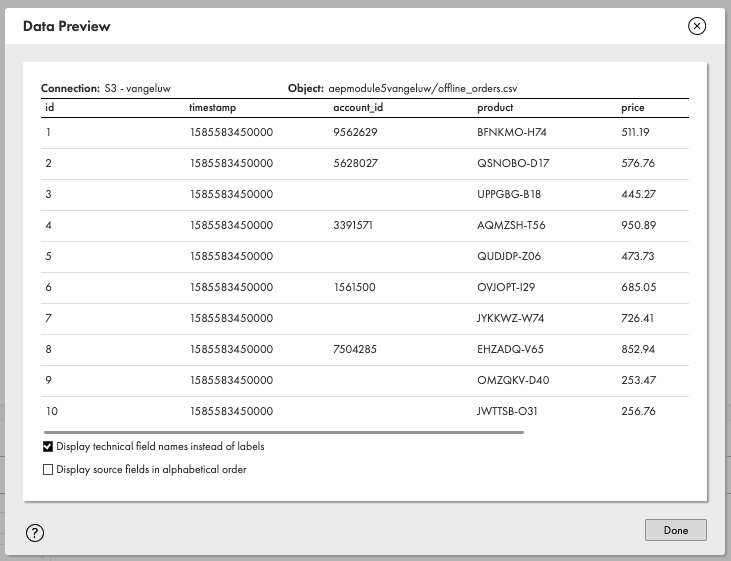 Data Preview
Connection: S3 - vangeluw Object: aepmodule5vangeluw/offline_orders.csv
id timestamp account_id product price
1 1585583450000 9562629 BFNKMO-H74 511.19
2 1585583450000 5628027 QSNOBO-D17 576.76
3 1585583450000 UPPGBG-B18 445.27
4 1585583450000 3391571 AQMZSH-T56 950.89
5 1585583450000 QUDJDP-Z06 473.73
6 1585583450000 1561500 OVJOPT-I29 685.05
7 1585583450000 JYKKWZ-W74 726.41
8 1585583450000 7504285 EHZADQ-V65 852.94
9 1585583450000 OMZQKV-D40 253.47
10 1585583450000 JWTTSB-O31 256.76
Display technical field names instead of labels
Display source fields in alphabetical order
? Done